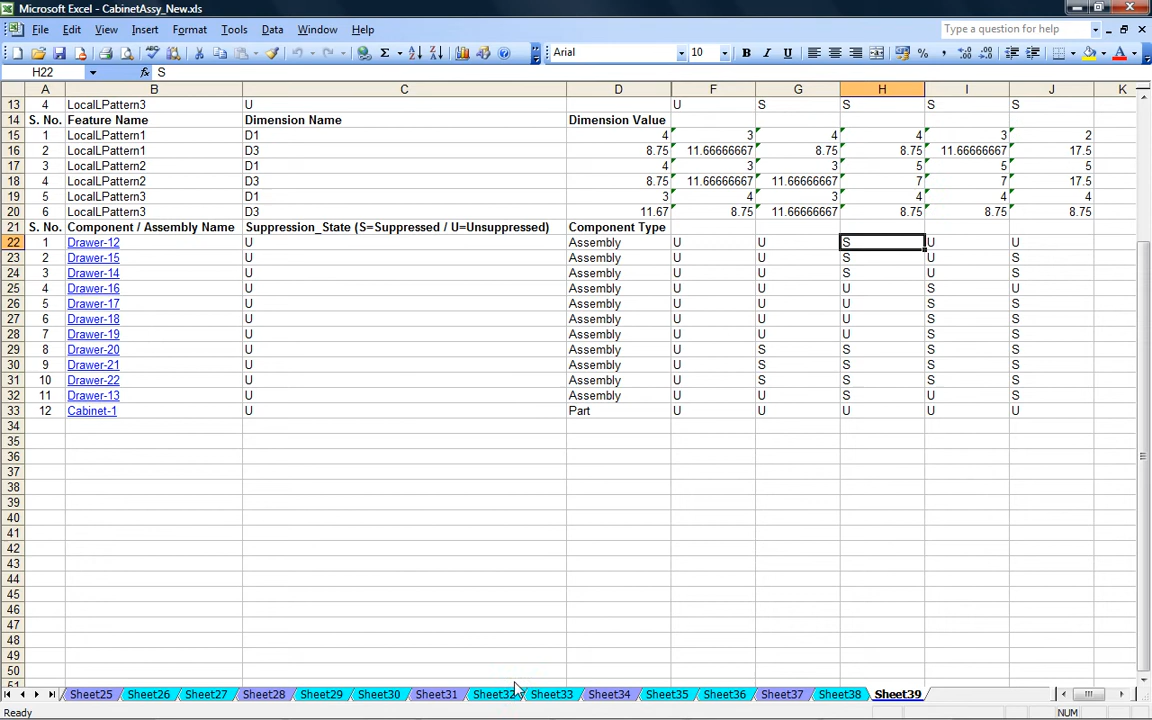 Microsoft Excel - CabinetAssy_New.xls
File Edit View Insert Format Tools Data Window Help Type a question for help
Arial 10 B I U
H22 fx S
A B C D F G H I J K
13 4 LocalLPattern3 U U S S S S
14 S. No. Feature Name Dimension Name Dimension Value
15 1 LocalLPattern1 D1 4 3 4 4 3 2
16 2 LocalLPattern1 D3 8.75 11.66666667 8.75 8.75 11.66666667 17.5
17 3 LocalLPattern2 D1 4 3 3 5 5 5
18 4 LocalLPattern2 D3 8.75 11.66666667 11.66666667 7 7 17.5
19 5 LocalLPattern3 D1 3 4 3 4 4 4
20 6 LocalLPattern3 D3 11.67 8.75 11.66666667 8.75 8.75 8.75
21 S. No. Component / Assembly Name Suppression_State (S=Suppressed / U=Unsuppressed) Component Type
22 1 Drawer-12 U Assembly U U S U U
23 2 Drawer-15 U Assembly U U S U S
24 3 Drawer-14 U Assembly U U S U S
25 4 Drawer-16 U Assembly U U U S U
26 5 Drawer-17 U Assembly U U U S S
27 6 Drawer-18 U Assembly U U U S S
28 7 Drawer-19 U Assembly U U U S S
29 8 Drawer-20 U Assembly U S S S S
30 9 Drawer-21 U Assembly U S S S S
31 10 Drawer-22 U Assembly U S S S S
32 11 Drawer-13 U Assembly U U S U S
33 12 Cabinet-1 U Part U U U U U
34
35
36
37
38
39
40
41
42
43
44
45
46
47
48
49
50
51
Sheet25 Sheet26 Sheet27 Sheet28 Sheet29 Sheet30 Sheet31 Sheet32 Sheet33 Sheet34 Sheet35 Sheet36 Sheet37 Sheet38 Sheet39
Ready NUM